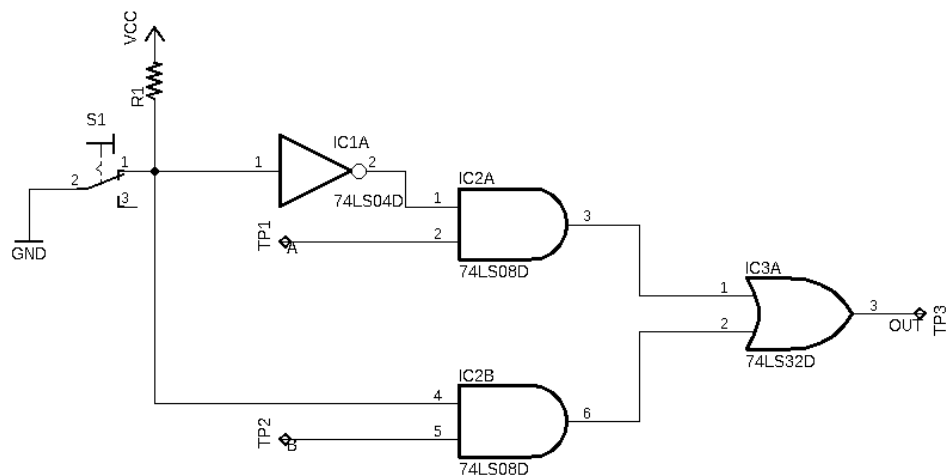 VCC
R1
S1
1
2
3
GND
1
IC1A
2
74LS04D
TP1
A
IC2A
1
2
3
74LS08D
IC3A
1
2
3
OUT
TP3
74LS32D
IC2B
4
5
6
TP2
B
74LS08D